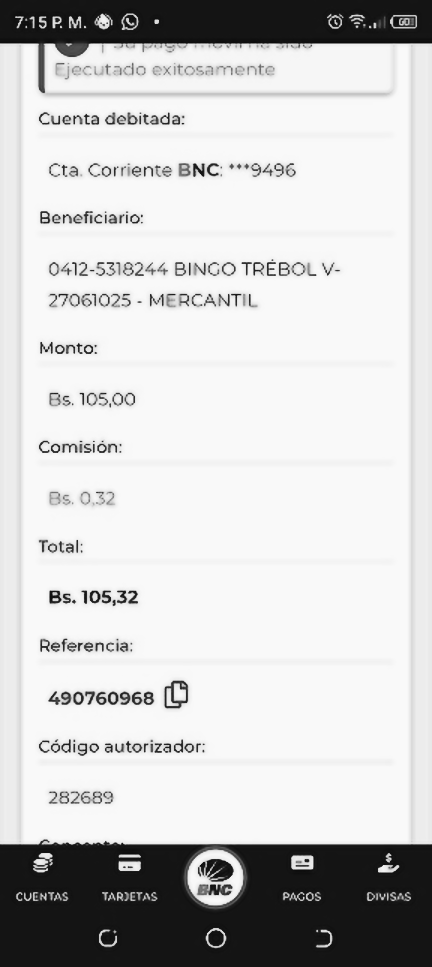 7:15 P. M.
Su pago móvil ha sido
Ejecutado exitosamente
Cuenta debitada:
Cta. Corriente BNC: ***9496
Beneficiario:
0412-5318244 BINGO TRÉBOL V-
27061025 - MERCANTIL
Monto:
Bs. 105,00
Comisión:
Bs. 0,32
Total:
Bs. 105,32
Referencia:
490760968
Código autorizador:
282689
Concepto:
CUENTAS
TARJETAS
BNC
PAGOS
DIVISAS